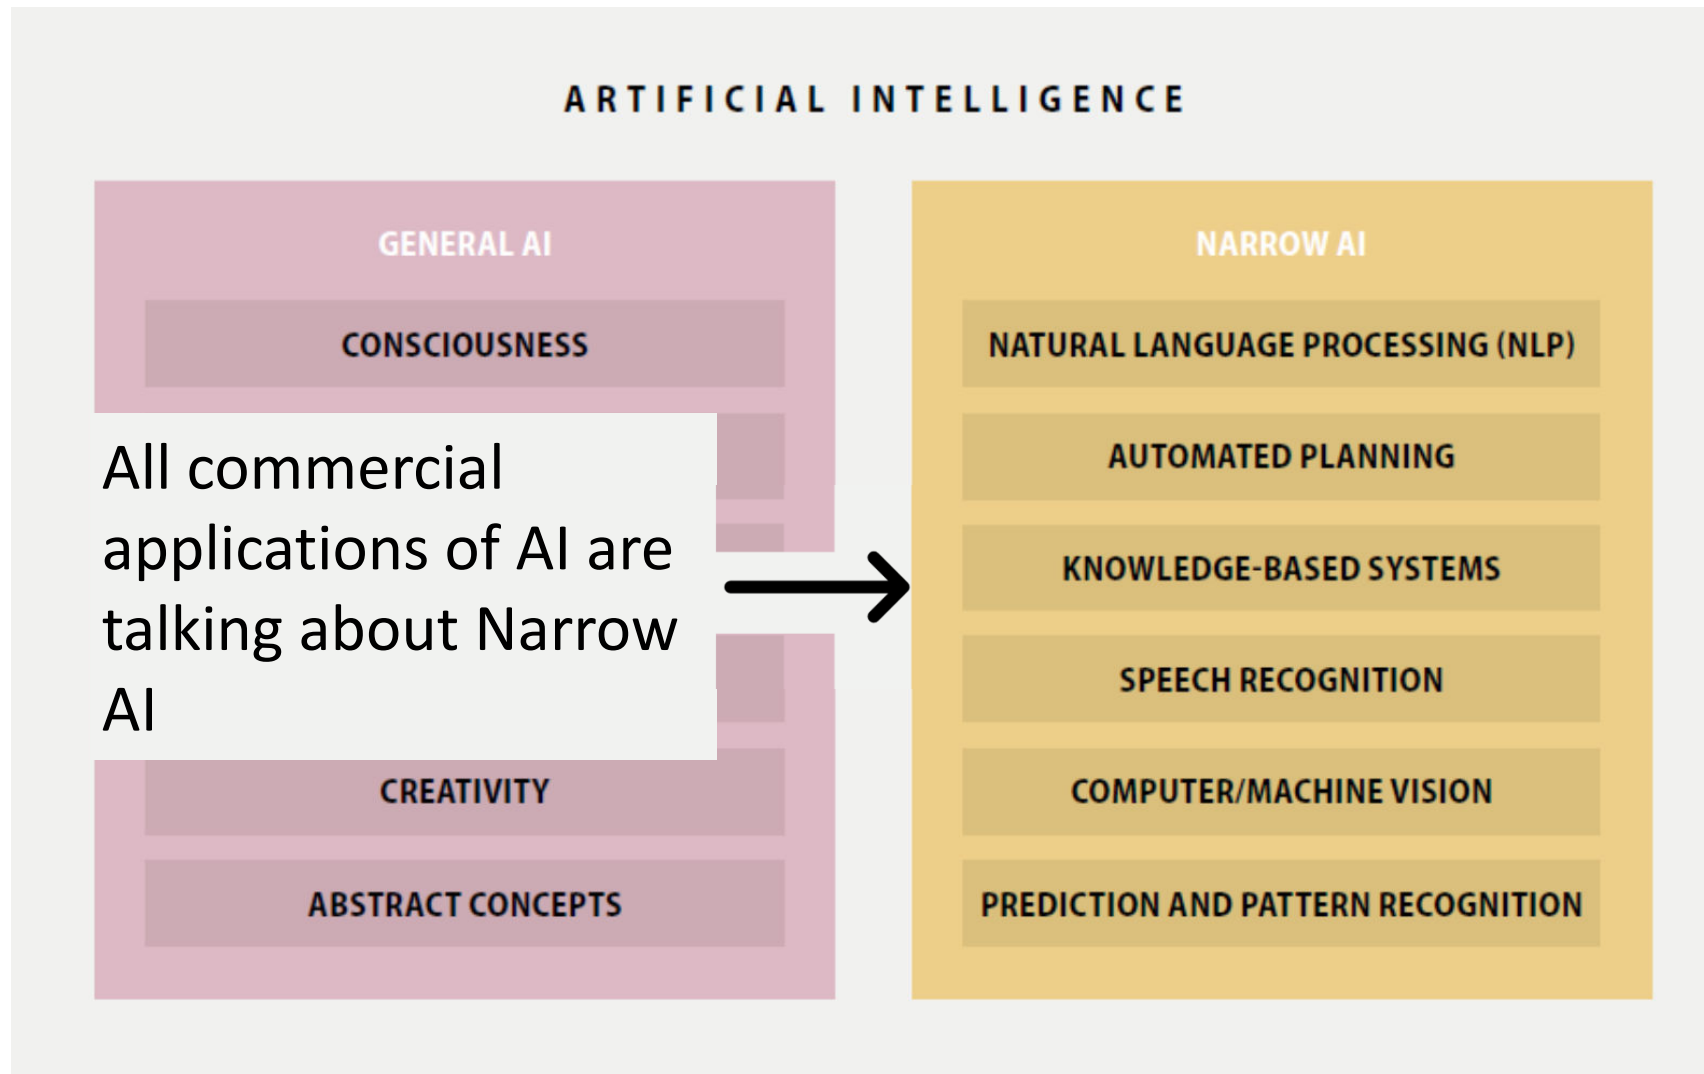 ARTIFICIAL INTELLIGENCE
GENERAL AI
CONSCIOUSNESS
All commercial
applications of AI are
talking about Narrow
AI
CREATIVITY
ABSTRACT CONCEPTS
NARROW AI
NATURAL LANGUAGE PROCESSING (NLP)
AUTOMATED PLANNING
KNOWLEDGE-BASED SYSTEMS
SPEECH RECOGNITION
COMPUTER/MACHINE VISION
PREDICTION AND PATTERN RECOGNITION